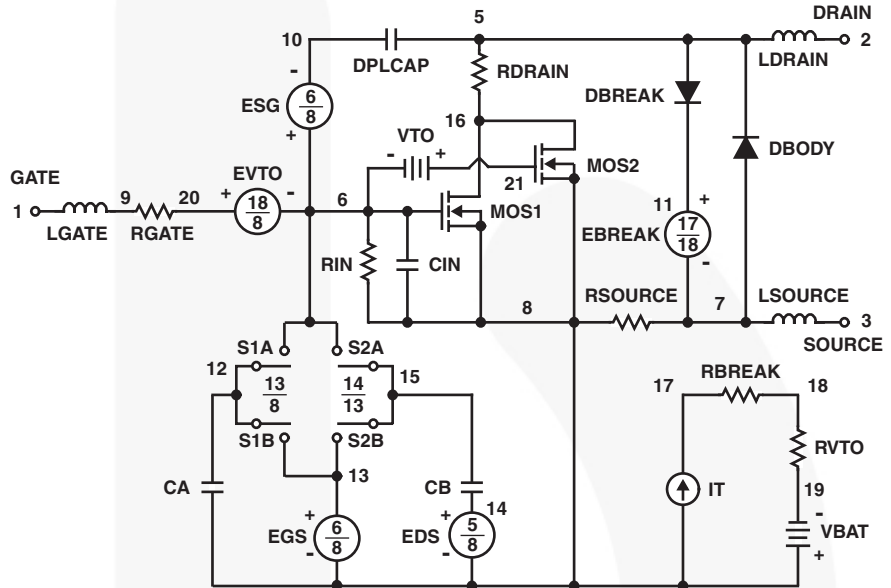 DRAIN
5
10
2
DPLCAP
LDRAIN
-
RDRAIN
DBREAK
ESG
6
8
+
16
VTO
-
+
DBODY
MOS2
EVTO
GATE
9
20
+
-
18
8
6
21
1
11
+
MOS1
LGATE
RGATE
EBREAK
17
18
-
RIN
CIN
8
RSOURCE
7
LSOURCE
3
SOURCE
S1A
S2A
12
13
8
14
13
15
RBREAK
17
18
S1B
S2B
RVTO
13
CA
CB
IT
19
-
14
+
+
EGS
6
8
-
EDS
5
8
-
VBAT
+